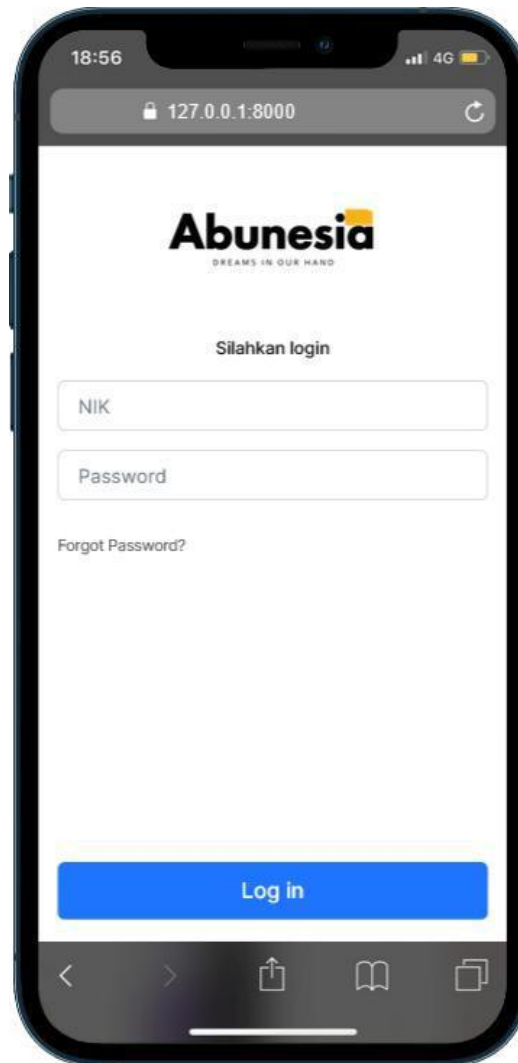 18:56
4G
127.0.0.1:8000
Abunesia
DREAMS IN OUR HAND
Silahkan login
NIK
Password
Forgot Password?
Log in